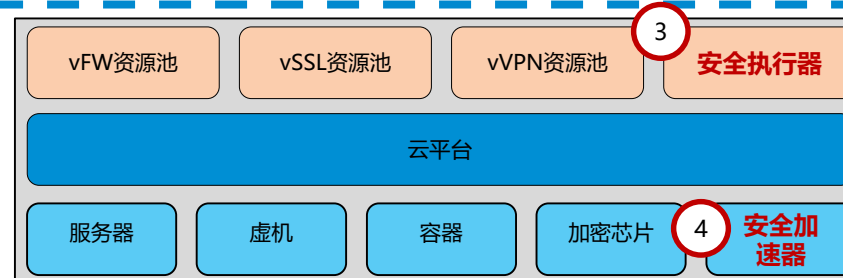 3
vFW资源池
vSSL资源池
vVPN资源池
安全执行器
云平台
服务器
虚机
容器
加密芯片
4
安全加
速器